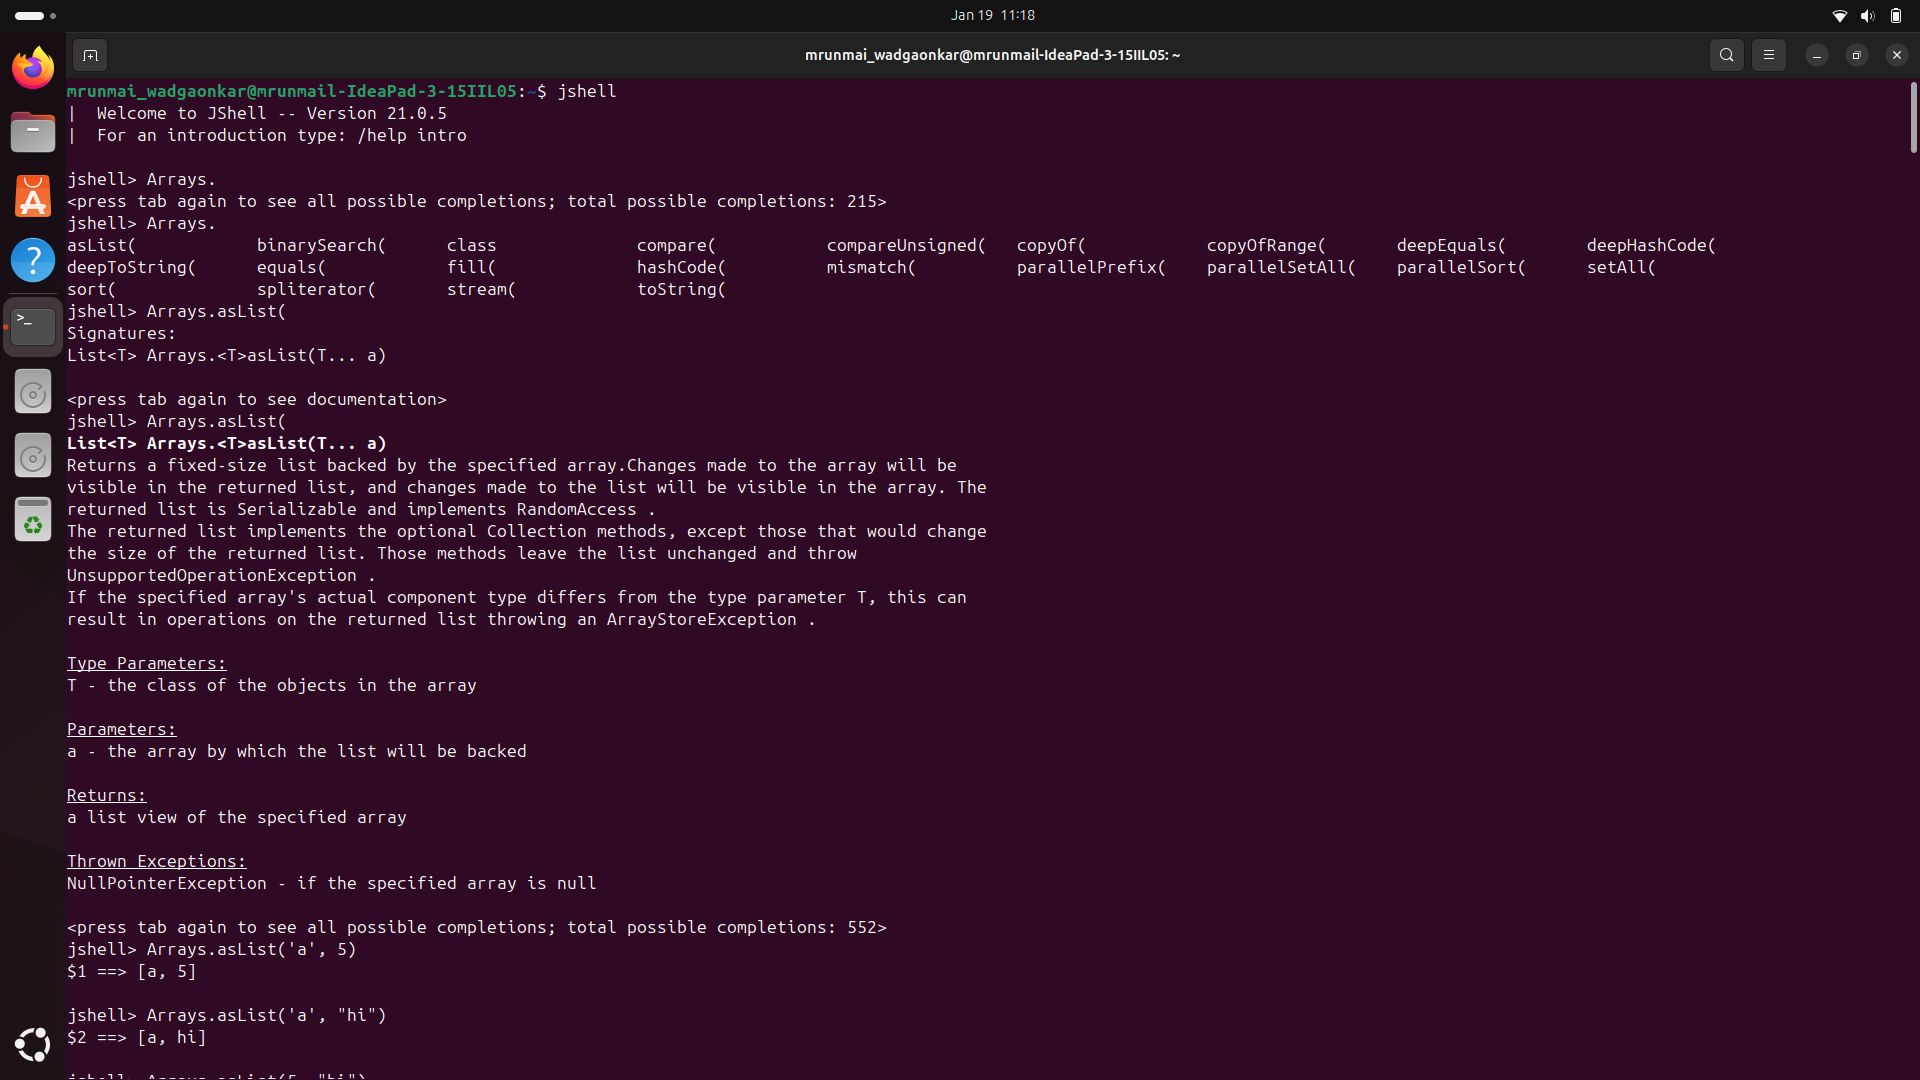 Jan 19 11:18
mrunmai_wadgaonkar@mrunmail-IdeaPad-3-15IIL05: ~
mrunmai_wadgaonkar@mrunmail-IdeaPad-3-15IIL05:~$ jshell
|  Welcome to JShell -- Version 21.0.5
|  For an introduction type: /help intro
jshell> Arrays.
<press tab again to see all possible completions; total possible completions: 215>
jshell> Arrays.
asList( binarySearch( class compare( compareUnsigned( copyOf( copyOfRange( deepEquals( deepHashCode(
deepToString( equals( fill( hashCode( mismatch( parallelPrefix( parallelSetAll( parallelSort( setAll(
sort( spliterator( stream( toString(
jshell> Arrays.asList(
Signatures:
List<T> Arrays.<T>asList(T... a)
<press tab again to see documentation>
jshell> Arrays.asList(
List<T> Arrays.<T>asList(T... a)
Returns a fixed-size list backed by the specified array.Changes made to the array will be
visible in the returned list, and changes made to the list will be visible in the array. The
returned list is Serializable and implements RandomAccess .
The returned list implements the optional Collection methods, except those that would change
the size of the returned list. Those methods leave the list unchanged and throw
UnsupportedOperationException .
If the specified array's actual component type differs from the type parameter T, this can
result in operations on the returned list throwing an ArrayStoreException .
Type Parameters:
T - the class of the objects in the array
Parameters:
a - the array by which the list will be backed
Returns:
a list view of the specified array
Thrown Exceptions:
NullPointerException - if the specified array is null
<press tab again to see all possible completions; total possible completions: 552>
jshell> Arrays.asList('a', 5)
$1 ==> [a, 5]
jshell> Arrays.asList('a', "hi")
$2 ==> [a, hi]
jshell> Arrays.asList(5, "hi")